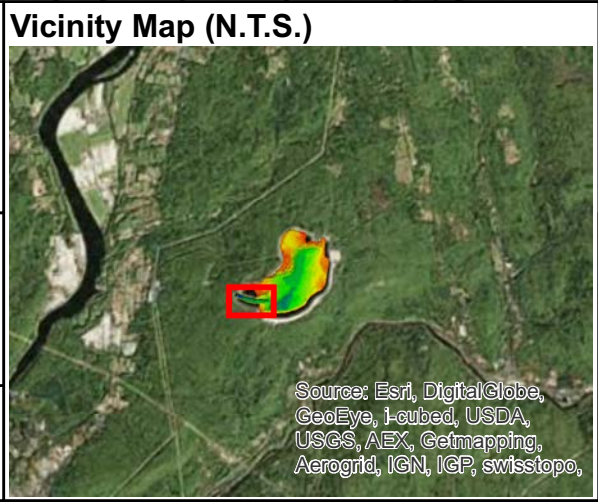 Vicinity Map (N.T.S.)
Source: Esri, DigitalGlobe,
GeoEye, i-cubed, USDA,
USGS, AEX, Getmapping,
Aerogrid, IGN, IGP, swisstopo,